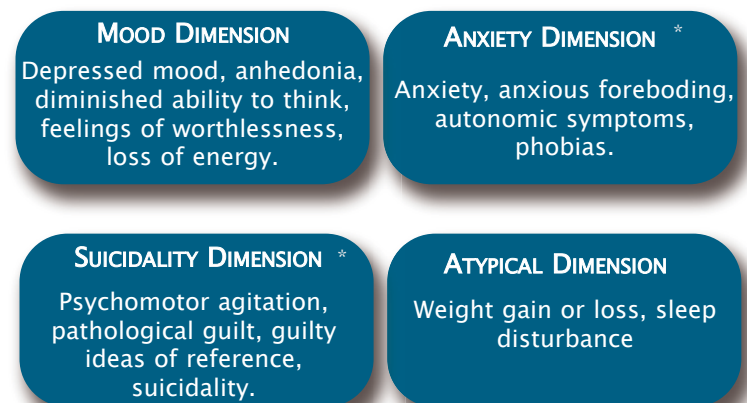 MOOD DIMENSION
Depressed mood, anhedonia,
diminished ability to think,
feelings of worthlessness,
loss of energy.
ANXIETY DIMENSION *
Anxiety, anxious foreboding,
autonomic symptoms,
phobias.
SUICIDALITY DIMENSION *
Psychomotor agitation,
pathological guilt, guilty
ideas of reference,
suicidality.
ATYPICAL DIMENSION
Weight gain or loss, sleep
disturbance